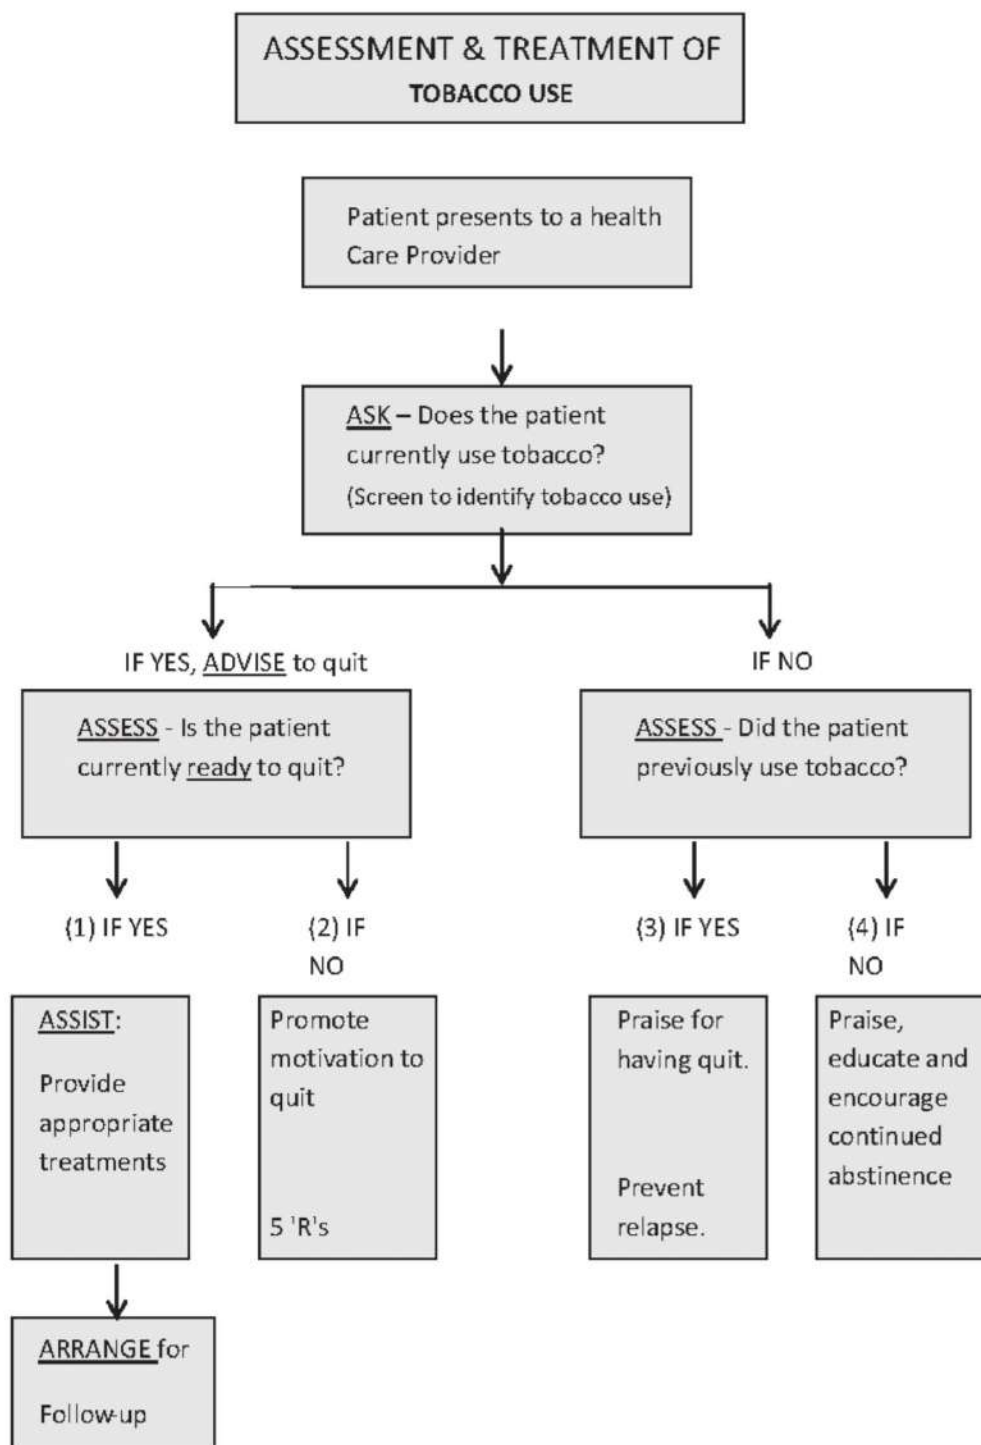 ASSESSMENT & TREATMENT OF
TOBACCO USE
Patient presents to a health
Care Provider
ASK – Does the patient
currently use tobacco?
(Screen to identify tobacco use)
IF YES, ADVISE to quit
IF NO
ASSESS - Is the patient
currently ready to quit?
ASSESS - Did the patient
previously use tobacco?
(1) IF YES
(2) IF
NO
(3) IF YES
(4) IF
NO
ASSIST:
Provide
appropriate
treatments
Promote
motivation to
quit
5 'R's
Praise for
having quit.
Prevent
relapse.
Praise,
educate and
encourage
continued
abstinence
ARRANGE for
Follow-up